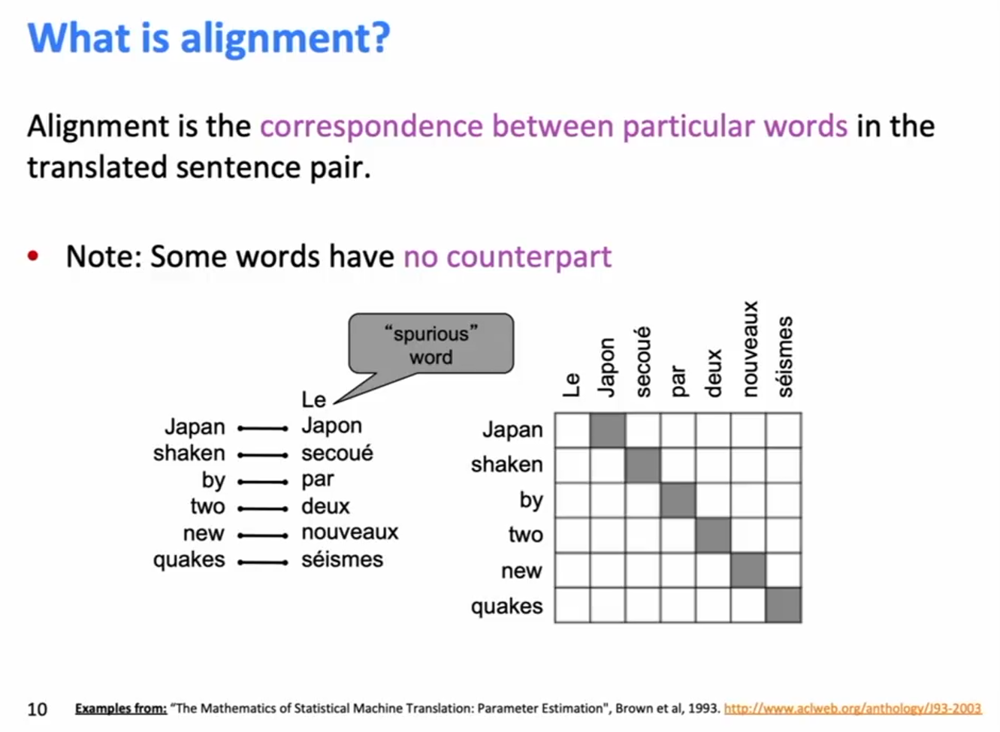 What is alignment?
Alignment is the correspondence between particular words in the
translated sentence pair.
• Note: Some words have no counterpart
“spurious”
word
Le
Japan Japon
shaken secoué
by par
two deux
new nouveaux
quakes séismes
Le Japon secoué par deux nouveaux séismes
Japan
shaken
by
two
new
quakes
10 Examples from: “The Mathematics of Statistical Machine Translation: Parameter Estimation", Brown et al, 1993. http://www.aclweb.org/anthology/J93-2003